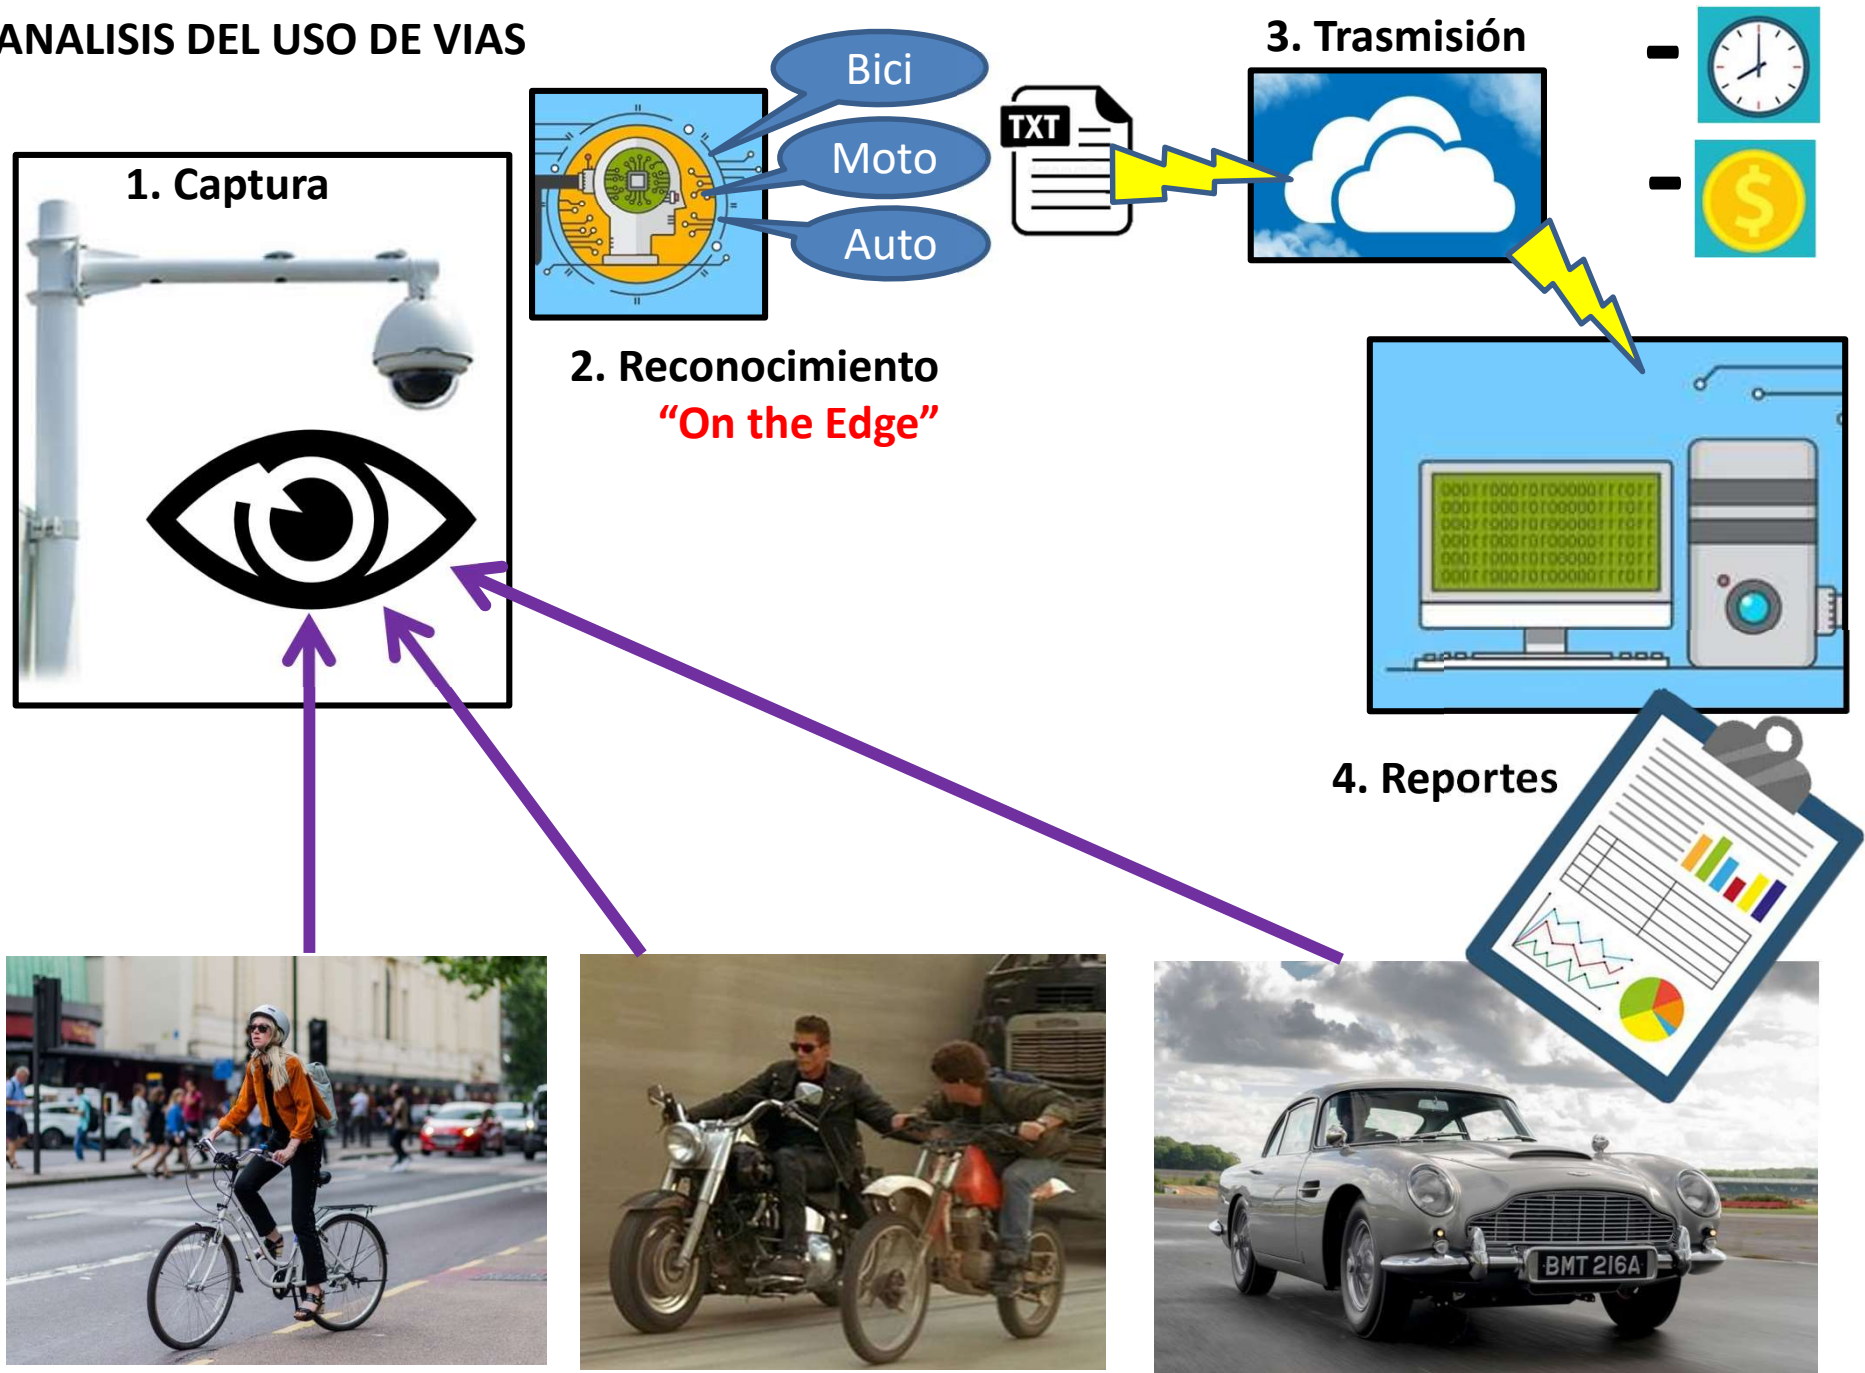 ANALISIS DEL USO DE VIAS
1. Captura
Bici
Moto
Auto
2. Reconocimiento
“On the Edge”
TXT
3. Trasmisión
-
-
$
4. Reportes
BMT 216A